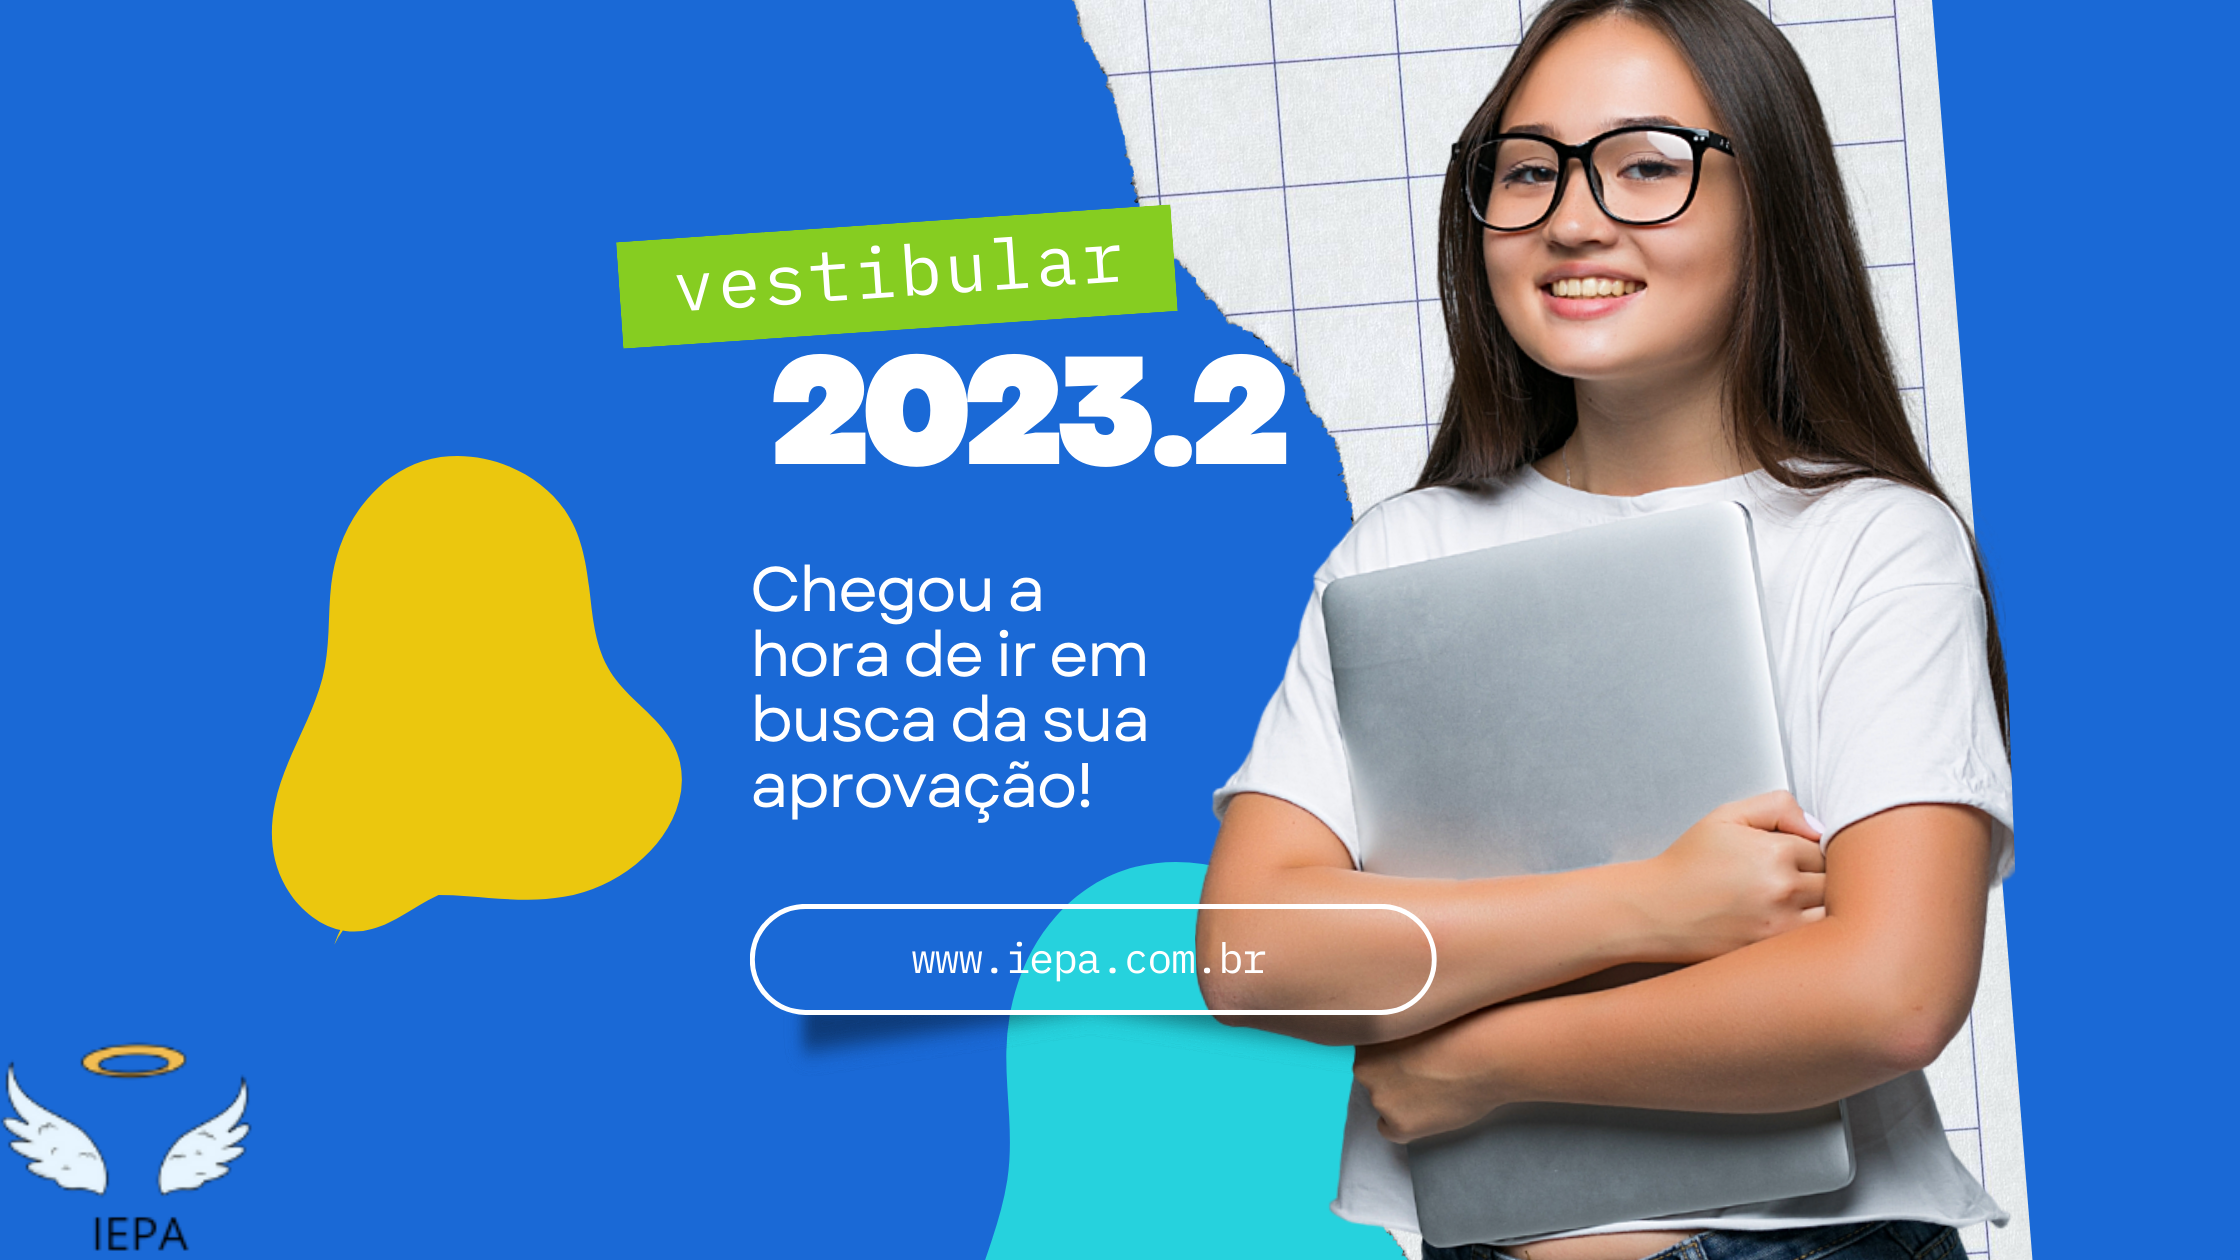 vestibular
2023.2
Chegou a
hora de ir em
busca da sua
aprovação!
www.iepa.com.br
IEPA